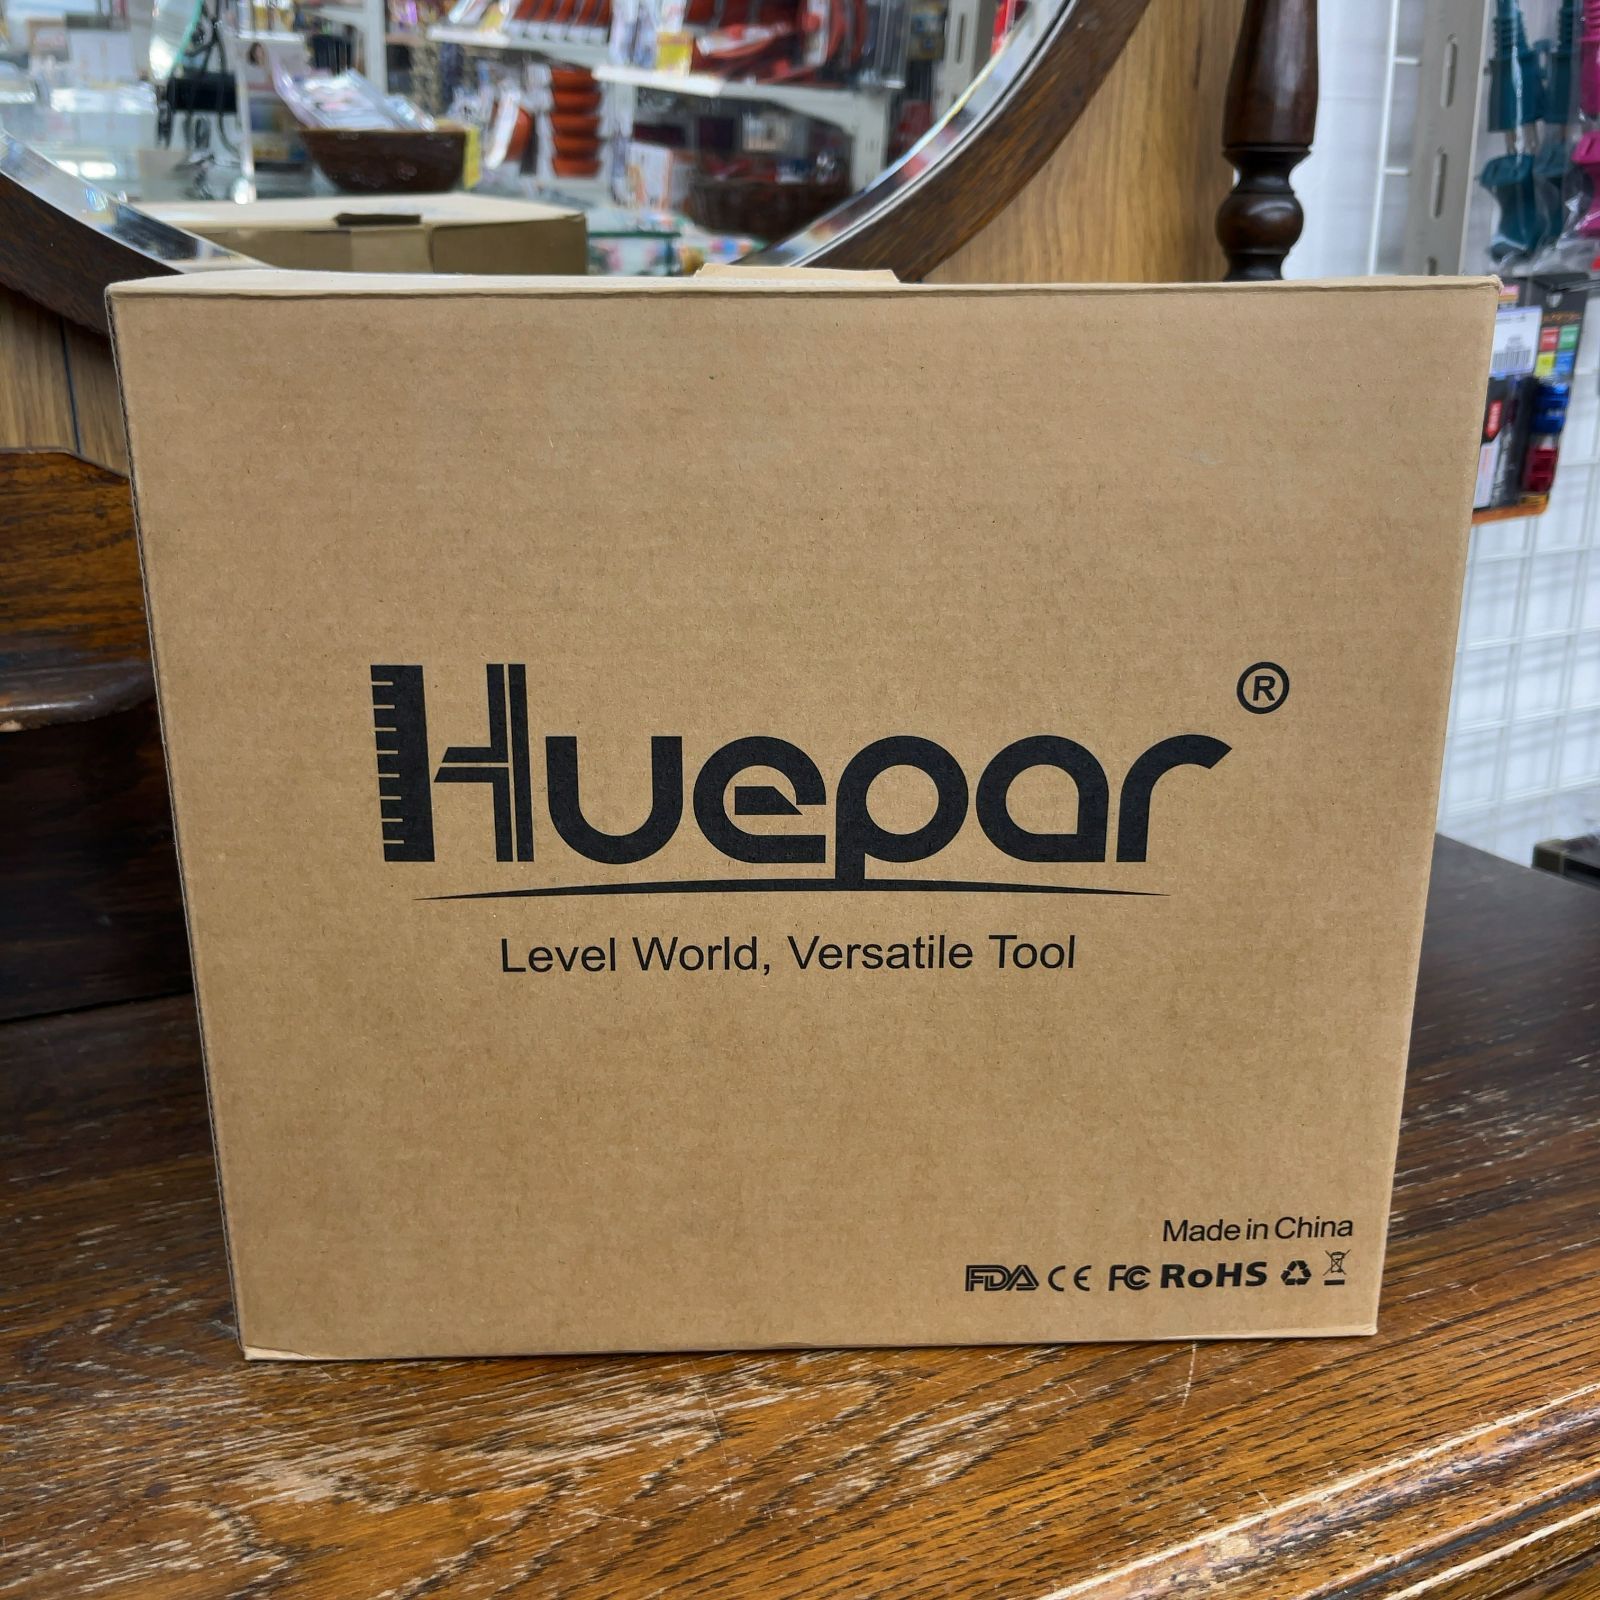 Huepar®
Level World, Versatile Tool
Made in China
FDA CE FC RoHS